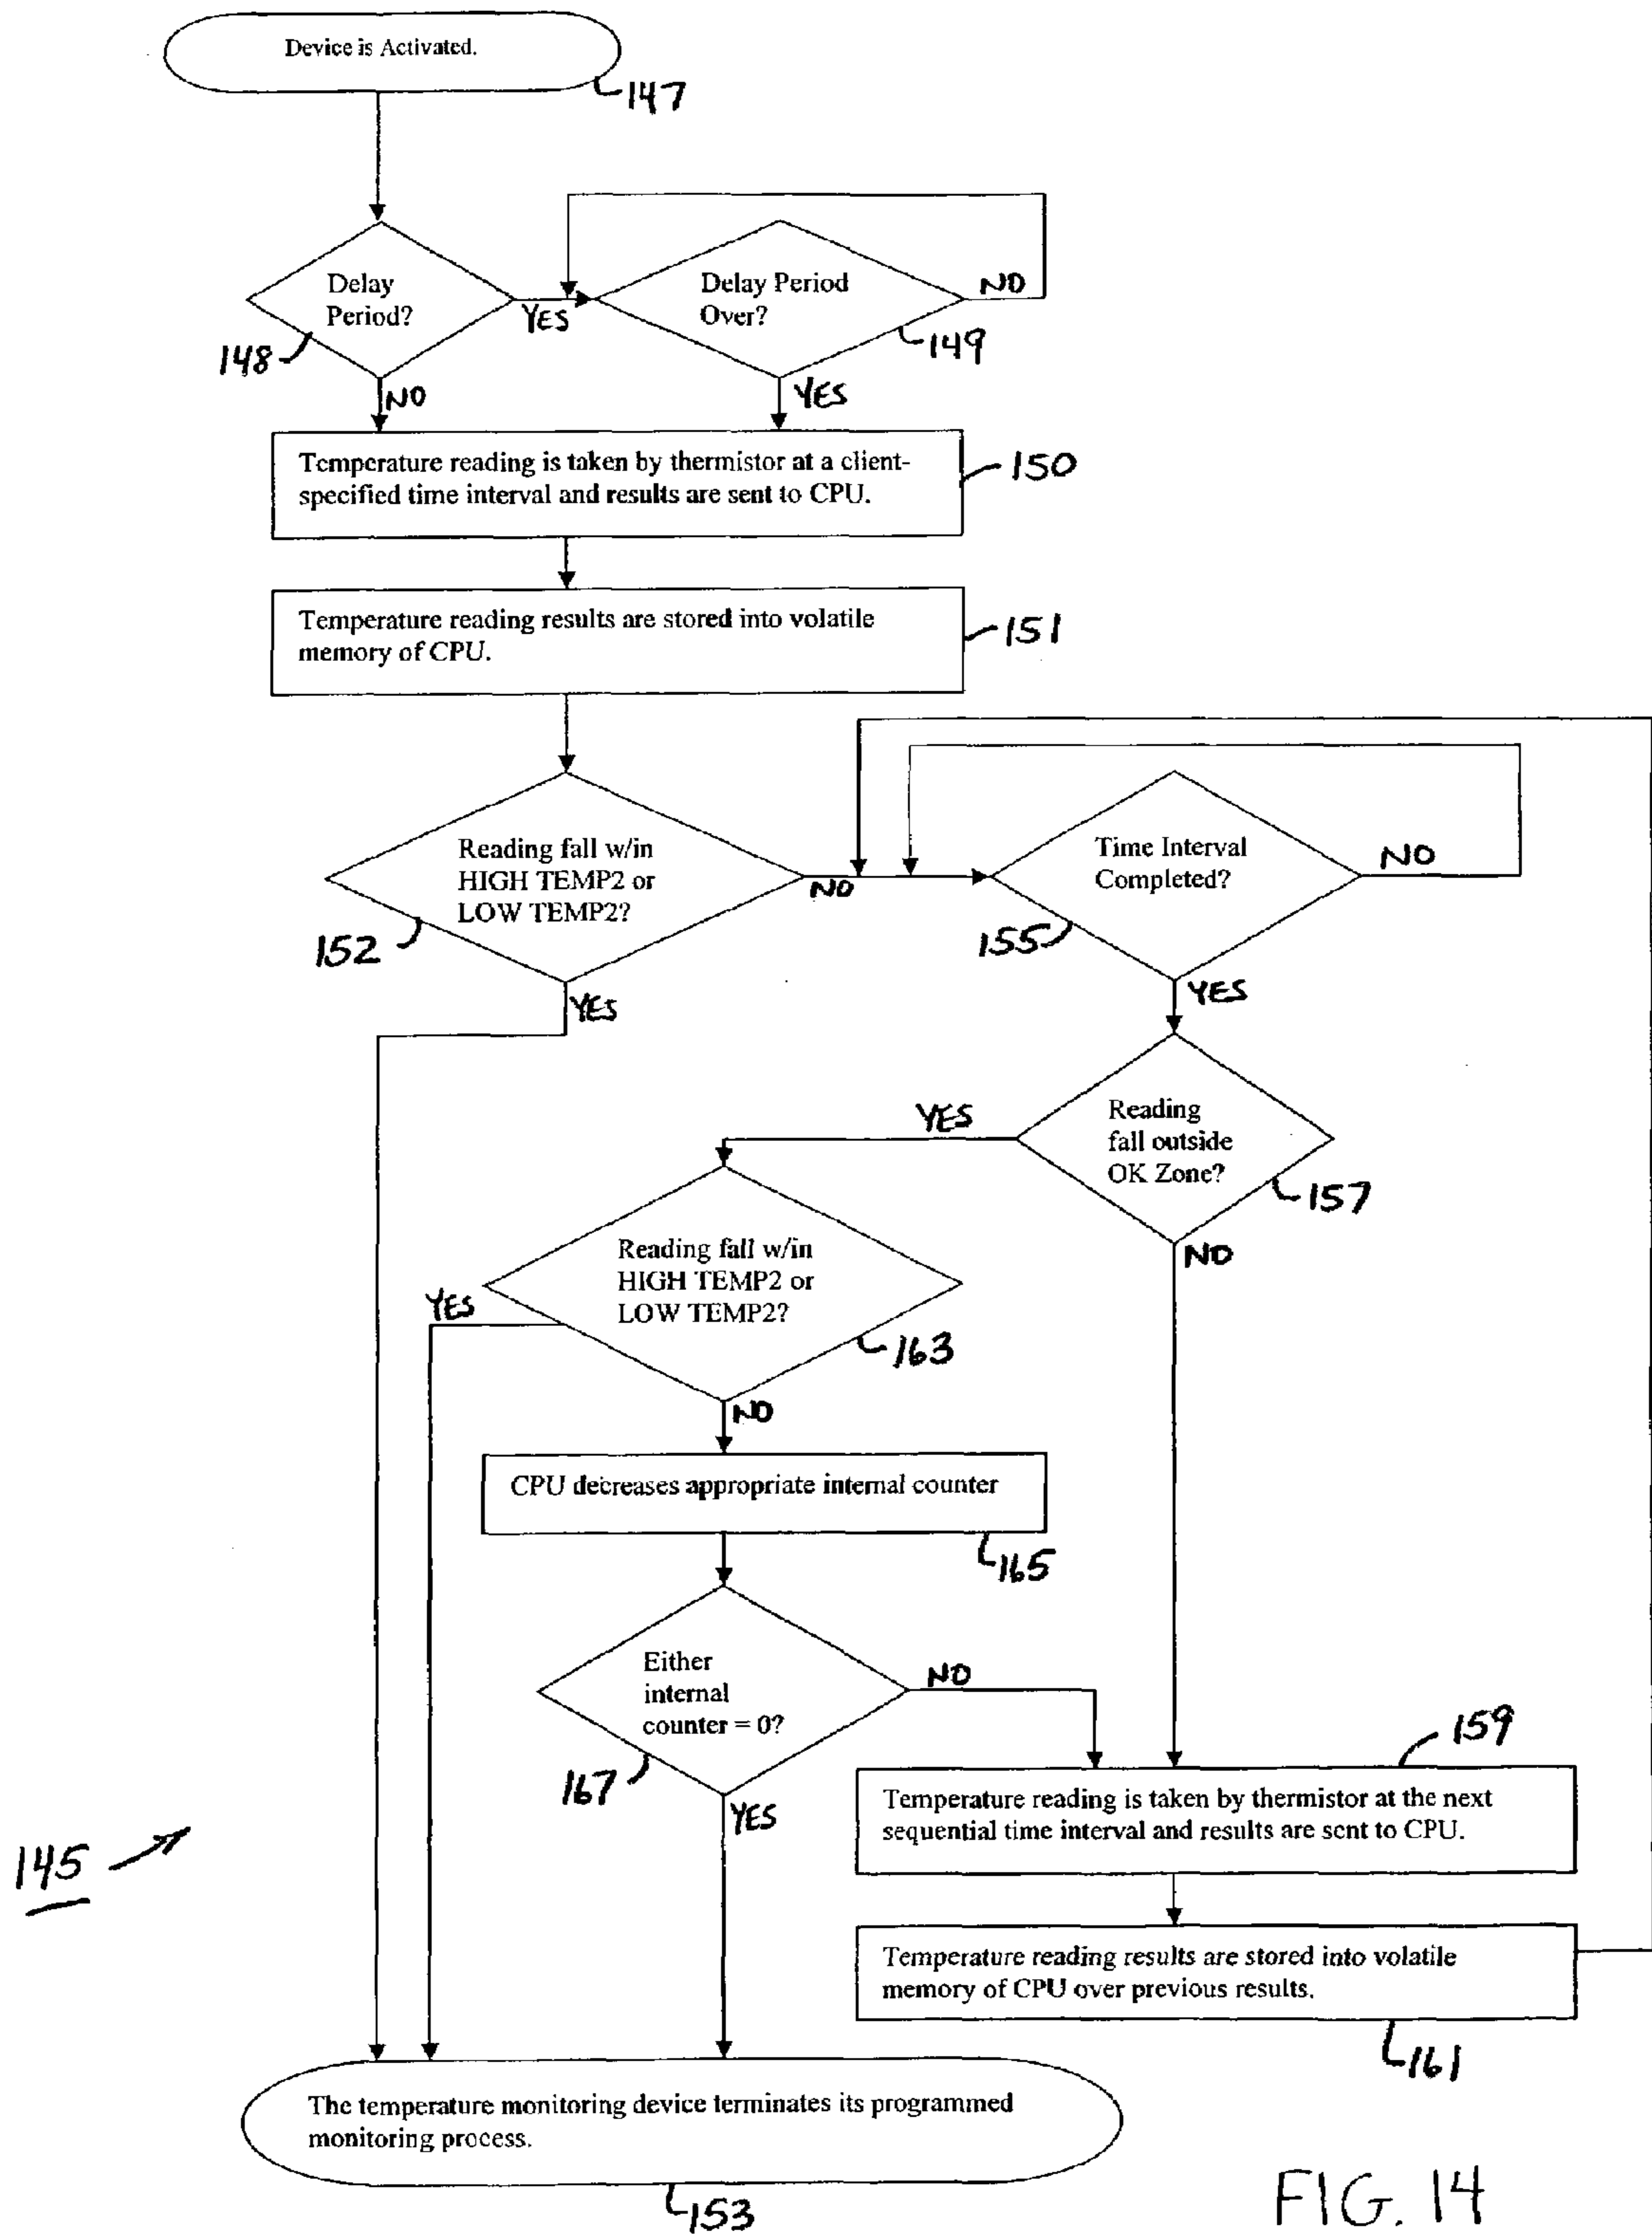 Device is Activated.
147
Delay
Period?
148
YES
NO
Delay Period
Over?
NO
149
YES
Temperature reading is taken by thermistor at a client-
specified time interval and results are sent to CPU.
150
Temperature reading results are stored into volatile
memory of CPU.
151
Reading fall w/in
HIGH TEMP2 or
LOW TEMP2?
152
NO
YES
Time Interval
Completed?
NO
155
YES
Reading
fall outside
OK Zone?
YES
157
NO
Reading fall w/in
HIGH TEMP2 or
LOW TEMP2?
YES
163
NO
CPU decreases appropriate internal counter
165
Either
internal
counter = 0?
NO
167
YES
159
Temperature reading is taken by thermistor at the next
sequential time interval and results are sent to CPU.
145
Temperature reading results are stored into volatile
memory of CPU over previous results.
161
The temperature monitoring device terminates its programmed
monitoring process.
153
FIG. 14